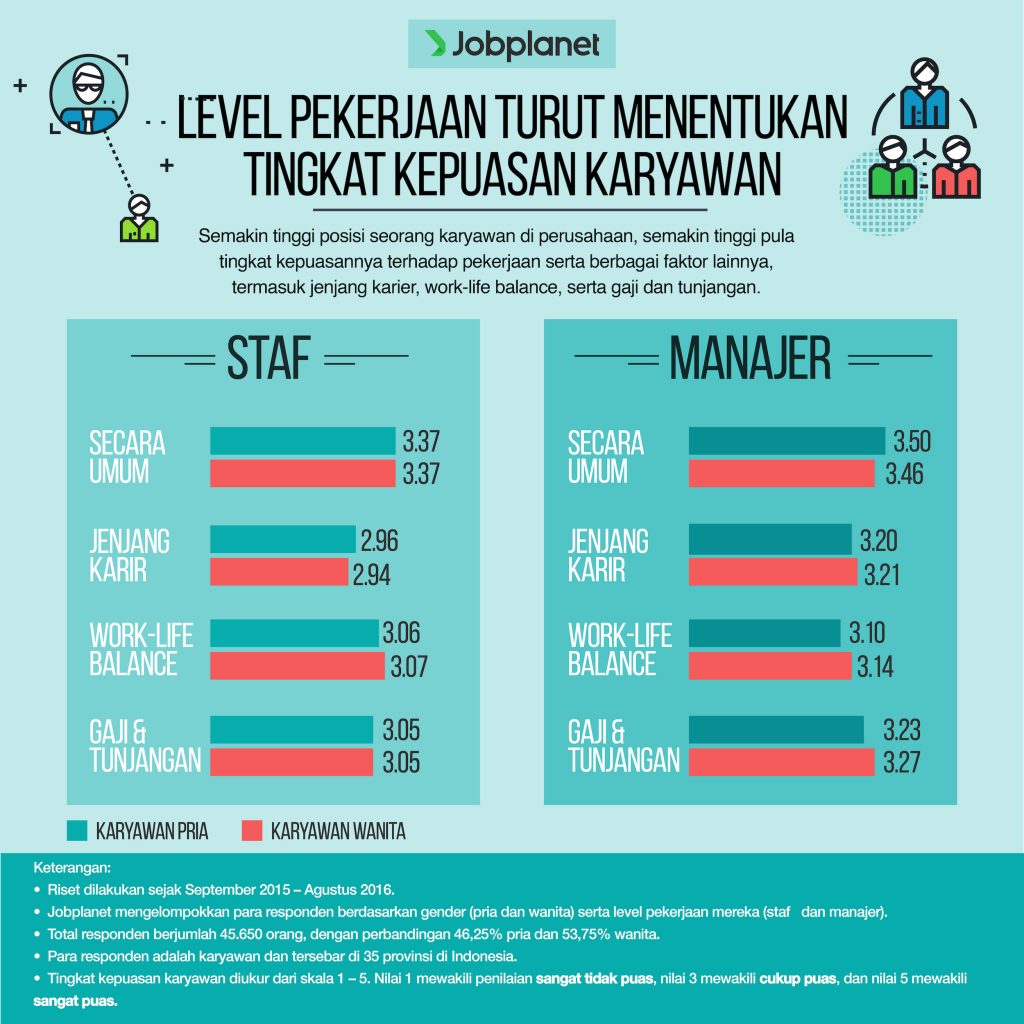 Jobplanet
LEVEL PEKERJAAN TURUT MENENTUKAN
TINGKAT KEPUASAN KARYAWAN
Semakin tinggi posisi seorang karyawan di perusahaan, semakin tinggi pula
tingkat kepuasannya terhadap pekerjaan serta berbagai faktor lainnya,
termasuk jenjang karier, work-life balance, serta gaji dan tunjangan.
STAF
SECARA
UMUM
3.37
3.37
JENJANG
KARIR
2.96
2.94
WORK-LIFE
BALANCE
3.06
3.07
GAJI &
TUNJANGAN
3.05
3.05
MANAJER
SECARA
UMUM
3.50
3.46
JENJANG
KARIR
3.20
3.21
WORK-LIFE
BALANCE
3.10
3.14
GAJI &
TUNJANGAN
3.23
3.27
KARYAWAN PRIA
KARYAWAN WANITA
Keterangan:
• Riset dilakukan sejak September 2015 – Agustus 2016.
• Jobplanet mengelompokkan para responden berdasarkan gender (pria dan wanita) serta level pekerjaan mereka (staf dan manajer).
• Total responden berjumlah 45.650 orang, dengan perbandingan 46,25% pria dan 53,75% wanita.
• Para responden adalah karyawan dan tersebar di 35 provinsi di Indonesia.
• Tingkat kepuasan karyawan diukur dari skala 1 – 5. Nilai 1 mewakili penilaian sangat tidak puas, nilai 3 mewakili cukup puas, dan nilai 5 mewakili
sangat puas.